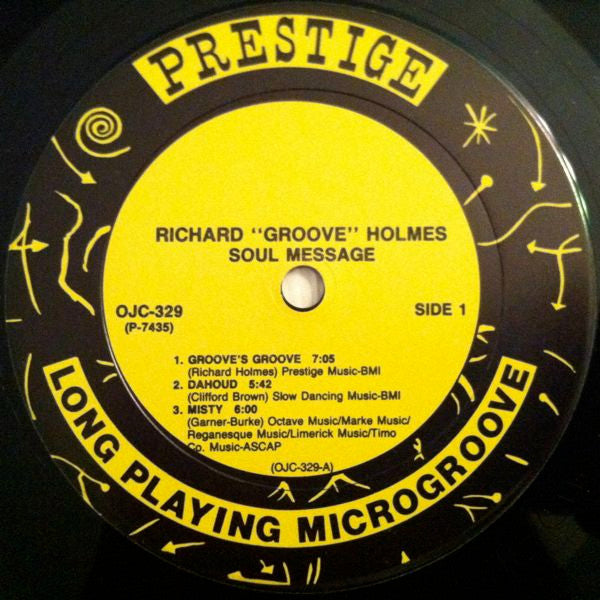 PRESTIGE
RICHARD "GROOVE" HOLMES
SOUL MESSAGE
OJC-329
(P-7435)
SIDE 1
1. GROOVE'S GROOVE 7:05
(Richard Holmes) Prestige Music-BMI
2. DAHOUD 5:42
(Clifford Brown) Slow Dancing Music-BMI
3. MISTY 6:00
(Garner-Burke) Octave Music/Marke Music/
Reganesque Music/Limerick Music/Timo
Co. Music-ASCAP
(OJC-329-A)
LONG PLAYING MICROGROOVE